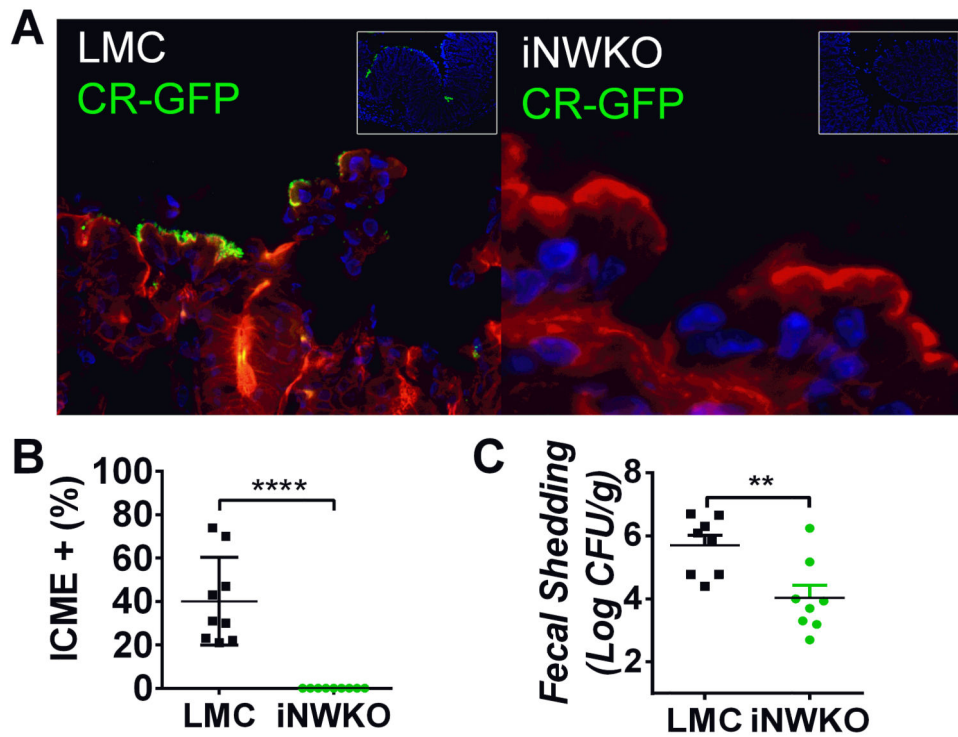 A
LMC
CR-GFP
iNWKO
CR-GFP
B
ICME + (%)
100
80
60
40
20
0
****
LMC
iNWKO
C
Fecal Shedding
(Log CFU/g)
8
6
4
2
**
LMC
iNWKO